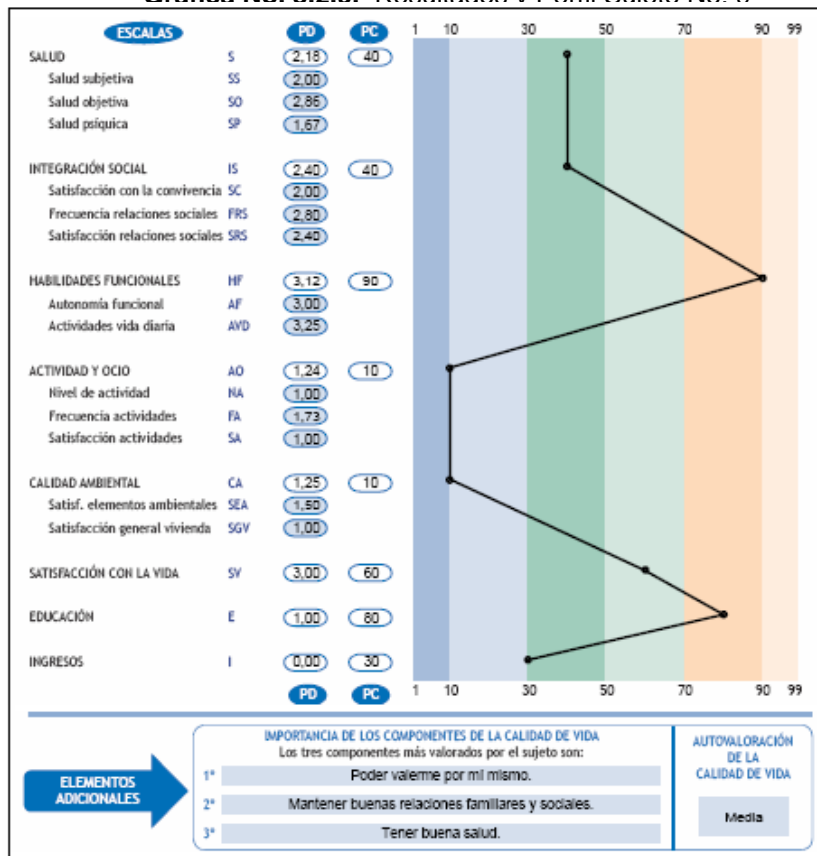 ESCALAS PD PC 1 10 30 50 70 90 99
SALUD S 2,18 40
Salud subjetiva SS 2,00
Salud objetiva SO 2,86
Salud psíquica SP 1,67
INTEGRACIÓN SOCIAL IS 2,40 40
Satisfacción con la convivencia SC 2,00
Frecuencia relaciones sociales FRS 2,80
Satisfacción relaciones sociales SRS 2,40
HABILIDADES FUNCIONALES HF 3,12 90
Autonomía funcional AF 3,00
Actividades vida diaria AVD 3,25
ACTIVIDAD Y OCIO AO 1,24 10
Nivel de actividad NA 1,00
Frecuencia actividades FA 1,73
Satisfacción actividades SA 1,00
CALIDAD AMBIENTAL CA 1,25 10
Satisf. elementos ambientales SEA 1,50
Satisfacción general vivienda SGV 1,00
SATISFACCIÓN CON LA VIDA SV 3,00 60
EDUCACIÓN E 1,00 80
INGRESOS I 0,00 30
PD PC 1 10 30 50 70 90 99
ELEMENTOS
ADICIONALES
IMPORTANCIA DE LOS COMPONENTES DE LA CALIDAD DE VIDA
Los tres componentes más valorados por el sujeto son:
1º Poder valerme por mi mismo.
2º Mantener buenas relaciones familiares y sociales.
3º Tener buena salud.
AUTOVALORACIÓN
DE LA
CALIDAD DE VIDA
Media